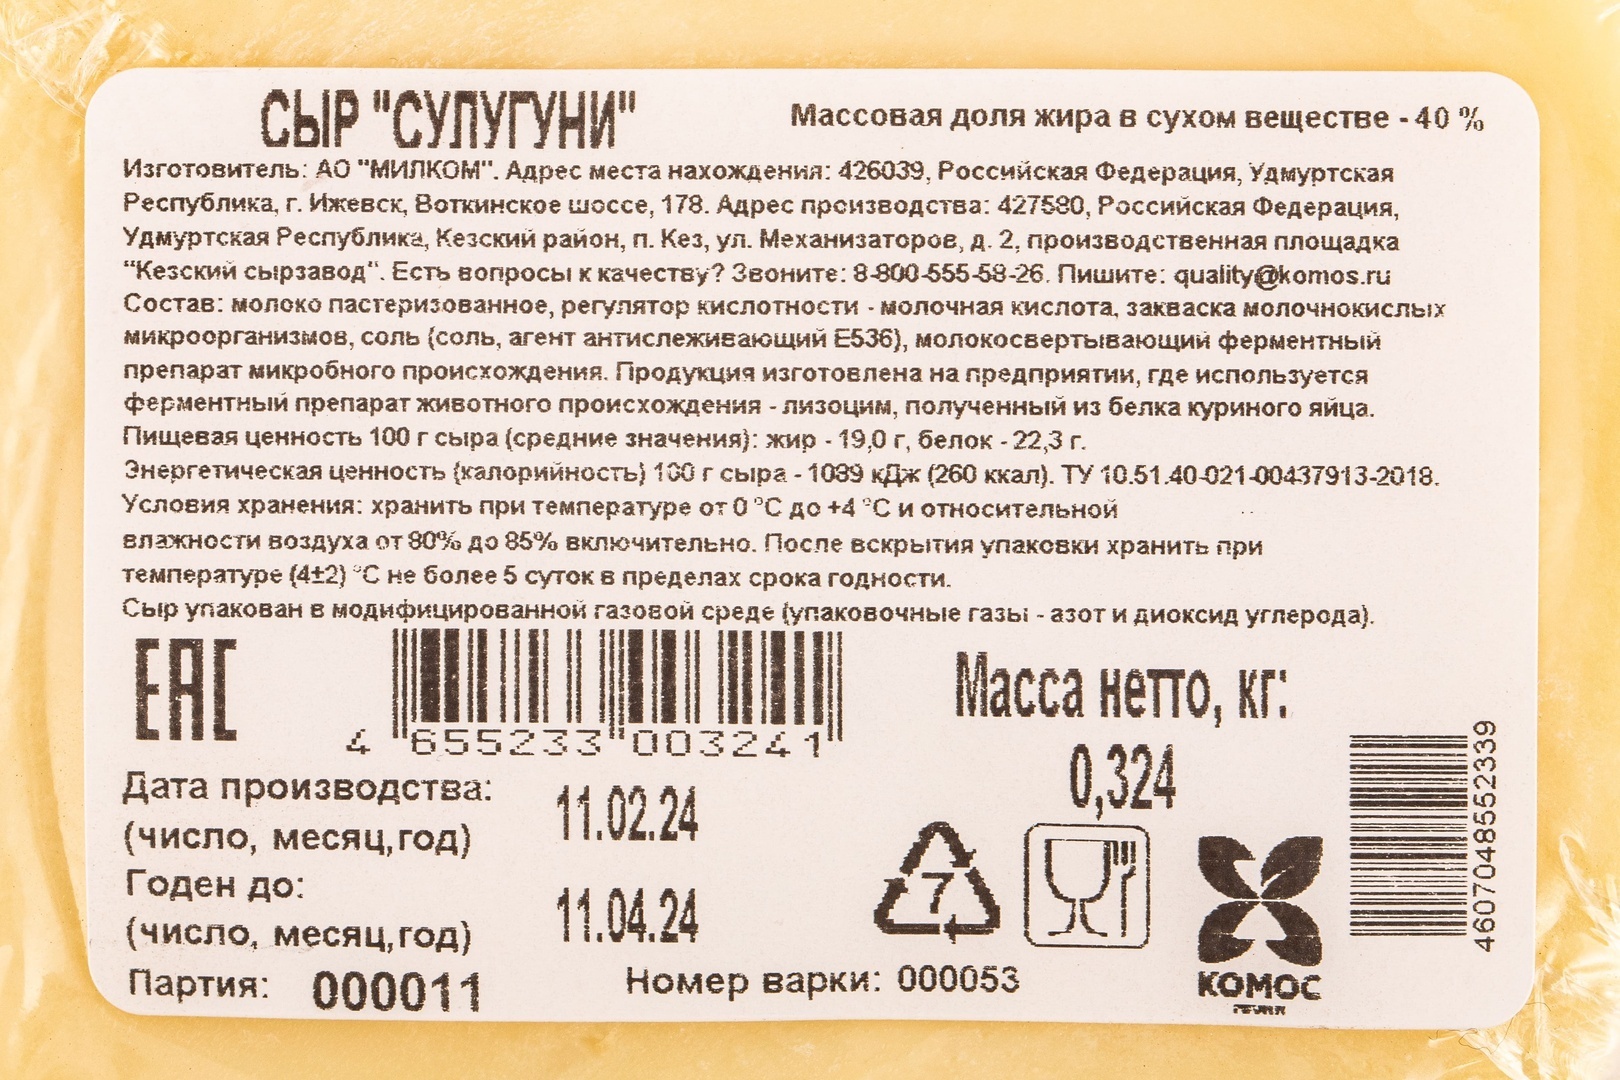 СЫР "СУЛУГУНИ"
Массовая доля жира в сухом веществе - 40 %
Изготовитель: АО "МИЛКОМ". Адрес места нахождения: 426039, Российская Федерация, Удмуртская
Республика, г. Ижевск, Воткинское шоссе, 178. Адрес производства: 427580, Российская Федерация,
Удмуртская Республика, Кезский район, п. Кез, ул. Механизаторов, д. 2, производственная площадка
"Кезский сырзавод". Есть вопросы к качеству? Звоните: 8-800-555-58-26. Пишите: quality@komos.ru
Состав: молоко пастеризованное, регулятор кислотности - молочная кислота, закваска молочнокислых
микроорганизмов, соль (соль, агент антислеживающий Е536), молокосвертывающий ферментный
препарат микробного происхождения. Продукция изготовлена на предприятии, где используется
ферментный препарат животного происхождения - лизоцим, полученный из белка куриного яйца.
Пищевая ценность 100 г сыра (средние значения): жир - 19,0 г, белок - 22,3 г.
Энергетическая ценность (калорийность) 100 г сыра - 1089 кДж (260 ккал). ТУ 10.51.40-021-00437913-2018.
Условия хранения: хранить при температуре от 0 °С до +4 °С и относительной
влажности воздуха от 80% до 85% включительно. После вскрытия упаковки хранить при
температуре (4±2) °С не более 5 суток в пределах срока годности.
Сыр упакован в модифицированной газовой среде (упаковочные газы - азот и диоксид углерода).
ЕАС
4 655233 003241
Масса нетто, кг:
0,324
4607048552339
Дата производства: 11.02.24
(число, месяц,год)
Годен до: 11.04.24
(число, месяц,год)
7
КОМОС
Партия: 000011
Номер варки: 000053